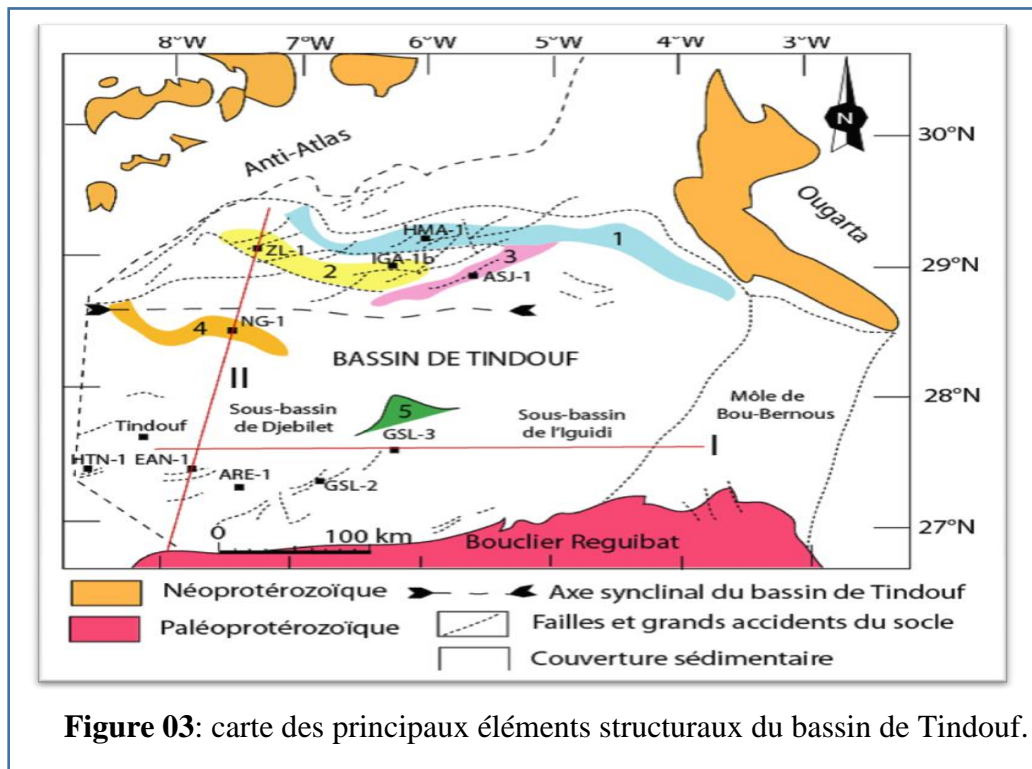 8°W 7°W 6°W 5°W 4°W 3°W
N
30°N
Anti-Atlas
Ougarta
HMA-1
1
ZL-1
IGA-1b
3
2
ASJ-1
29°N
4
NG-1
BASSIN DE TINDOUF
II
28°N
Môle de
Bou-Bernous
5
Tindouf
Sous-bassin
de Djebilet
Sous-bassin
de l'Iguidi
GSL-3
I
HTN-1
EAN-1
ARE-1
GSL-2
27°N
0 100 km
Bouclier Reguibat
Néoprotérozoïque
Axe synclinal du bassin de Tindouf
Paléoprotérozoïque
Failles et grands accidents du socle
Couverture sédimentaire
Figure 03: carte des principaux éléments structuraux du bassin de Tindouf.